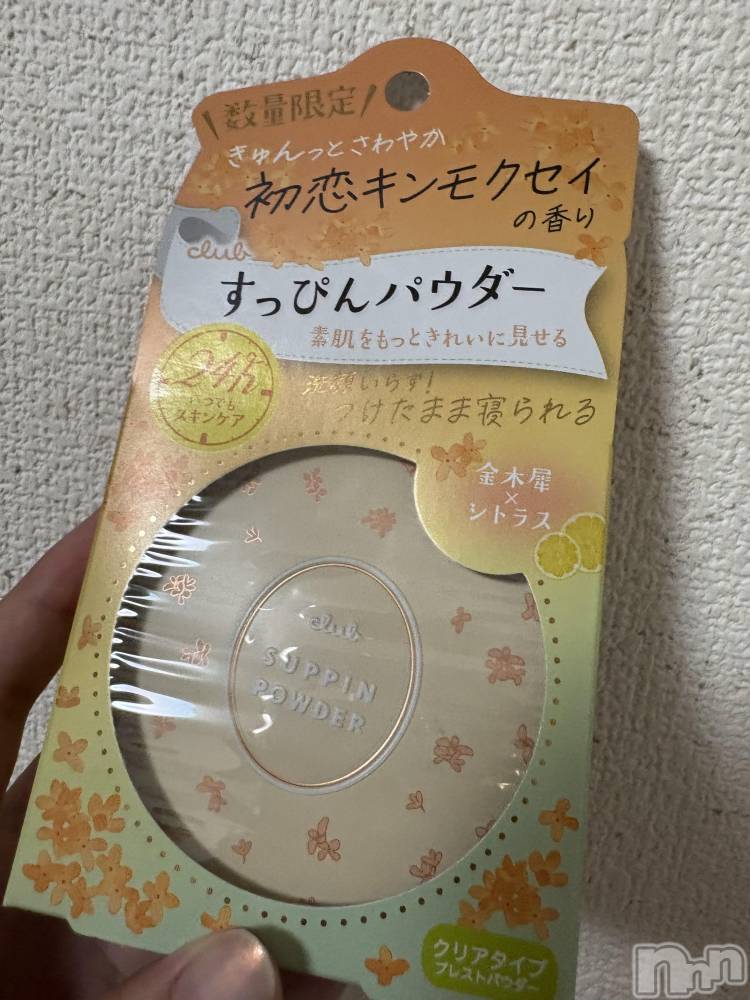 \数量限定/
きゅんっとさわやか
初恋キンモクセイ
の香り
club
すっぴんパウダー
素肌をもっときれいに見せる
24h
いつでも
スキンケア
洗顔いらず!
つけたまま寝られる
金木犀
×
シトラス
club
SUPPIN
POWDER
クリアタイプ
プレストパウダー
nnn